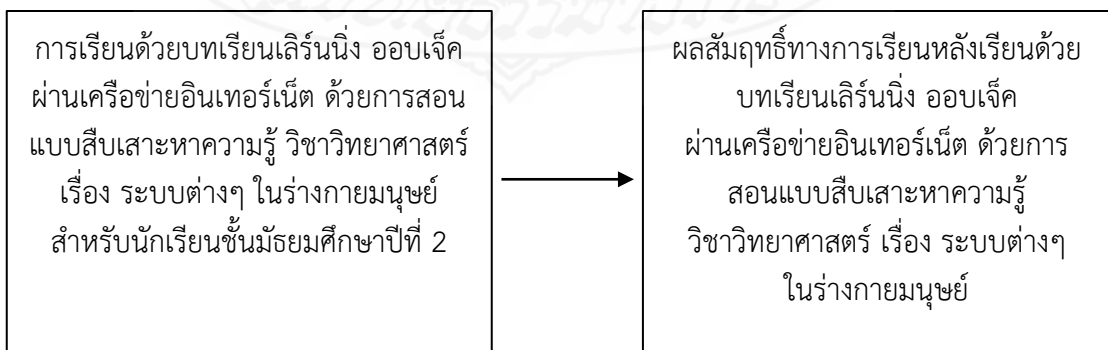 การเรียนด้วยบทเรียนเลิร์นนิ่ง ออบเจ็ค
ผ่านเครือข่ายอินเทอร์เน็ต ด้วยการสอน
แบบสืบเสาะหาความรู้ วิชาวิทยาศาสตร์
เรื่อง ระบบต่างๆ ในร่างกายมนุษย์
สำหรับนักเรียนชั้นมัธยมศึกษาปีที่ 2
ผลสัมฤทธิ์ทางการเรียนหลังเรียนด้วย
บทเรียนเลิร์นนิ่ง ออบเจ็ค
ผ่านเครือข่ายอินเทอร์เน็ต ด้วยการ
สอนแบบสืบเสาะหาความรู้
วิชาวิทยาศาสตร์ เรื่อง ระบบต่างๆ
ในร่างกายมนุษย์